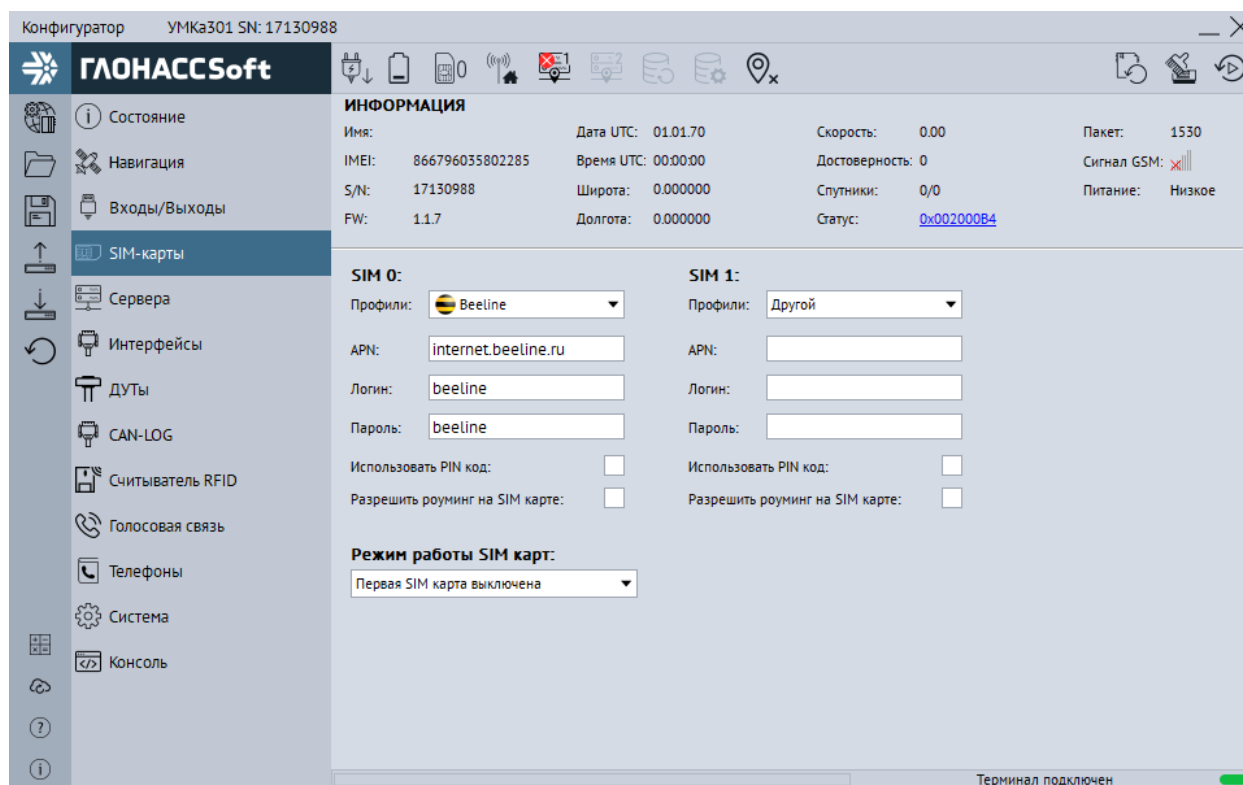 Конфигуратор УМКа301 SN: 17130988
ГЛОНАССSoft
0
1
2
Состояние
Навигация
Входы/Выходы
SIM-карты
Сервера
Интерфейсы
ДУТы
CAN-LOG
Считыватель RFID
Голосовая связь
Телефоны
Система
Консоль
ИНФОРМАЦИЯ
Имя: Дата UTC: 01.01.70 Скорость: 0.00 Пакет: 1530
IMEI: 866796035802285 Время UTC: 00:00:00 Достоверность: 0 Сигнал GSM:
S/N: 17130988 Широта: 0.000000 Спутники: 0/0 Питание: Низкое
FW: 1.1.7 Долгота: 0.000000 Статус: 0x002000B4
SIM 0: SIM 1:
Профили: Beeline Профили: Другой
APN: internet.beeline.ru APN:
Логин: beeline Логин:
Пароль: beeline Пароль:
Использовать PIN код: Использовать PIN код:
Разрешить роуминг на SIM карте: Разрешить роуминг на SIM карте:
Режим работы SIM карт:
Первая SIM карта выключена
Терминал подключен